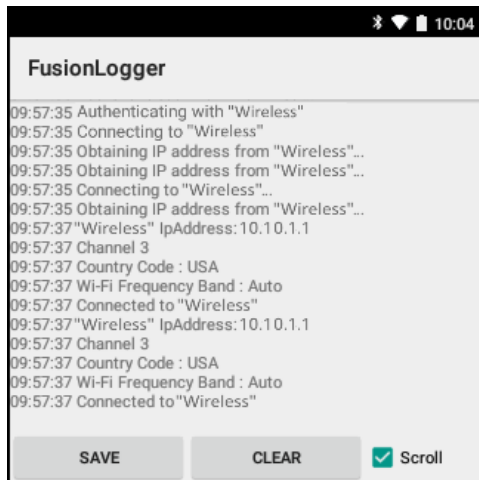 10:04
FusionLogger
09:57:35 Authenticating with "Wireless"
09:57:35 Connecting to "Wireless"
09:57:35 Obtaining IP address from "Wireless"...
09:57:35 Obtaining IP address from "Wireless"...
09:57:35 Connecting to "Wireless"...
09:57:35 Obtaining IP address from "Wireless"...
09:57:37 "Wireless" IpAddress:10.10.1.1
09:57:37 Channel 3
09:57:37 Country Code : USA
09:57:37 Wi-Fi Frequency Band : Auto
09:57:37 Connected to "Wireless"
09:57:37 "Wireless" IpAddress:10.10.1.1
09:57:37 Channel 3
09:57:37 Country Code : USA
09:57:37 Wi-Fi Frequency Band : Auto
09:57:37 Connected to "Wireless"
SAVE CLEAR Scroll